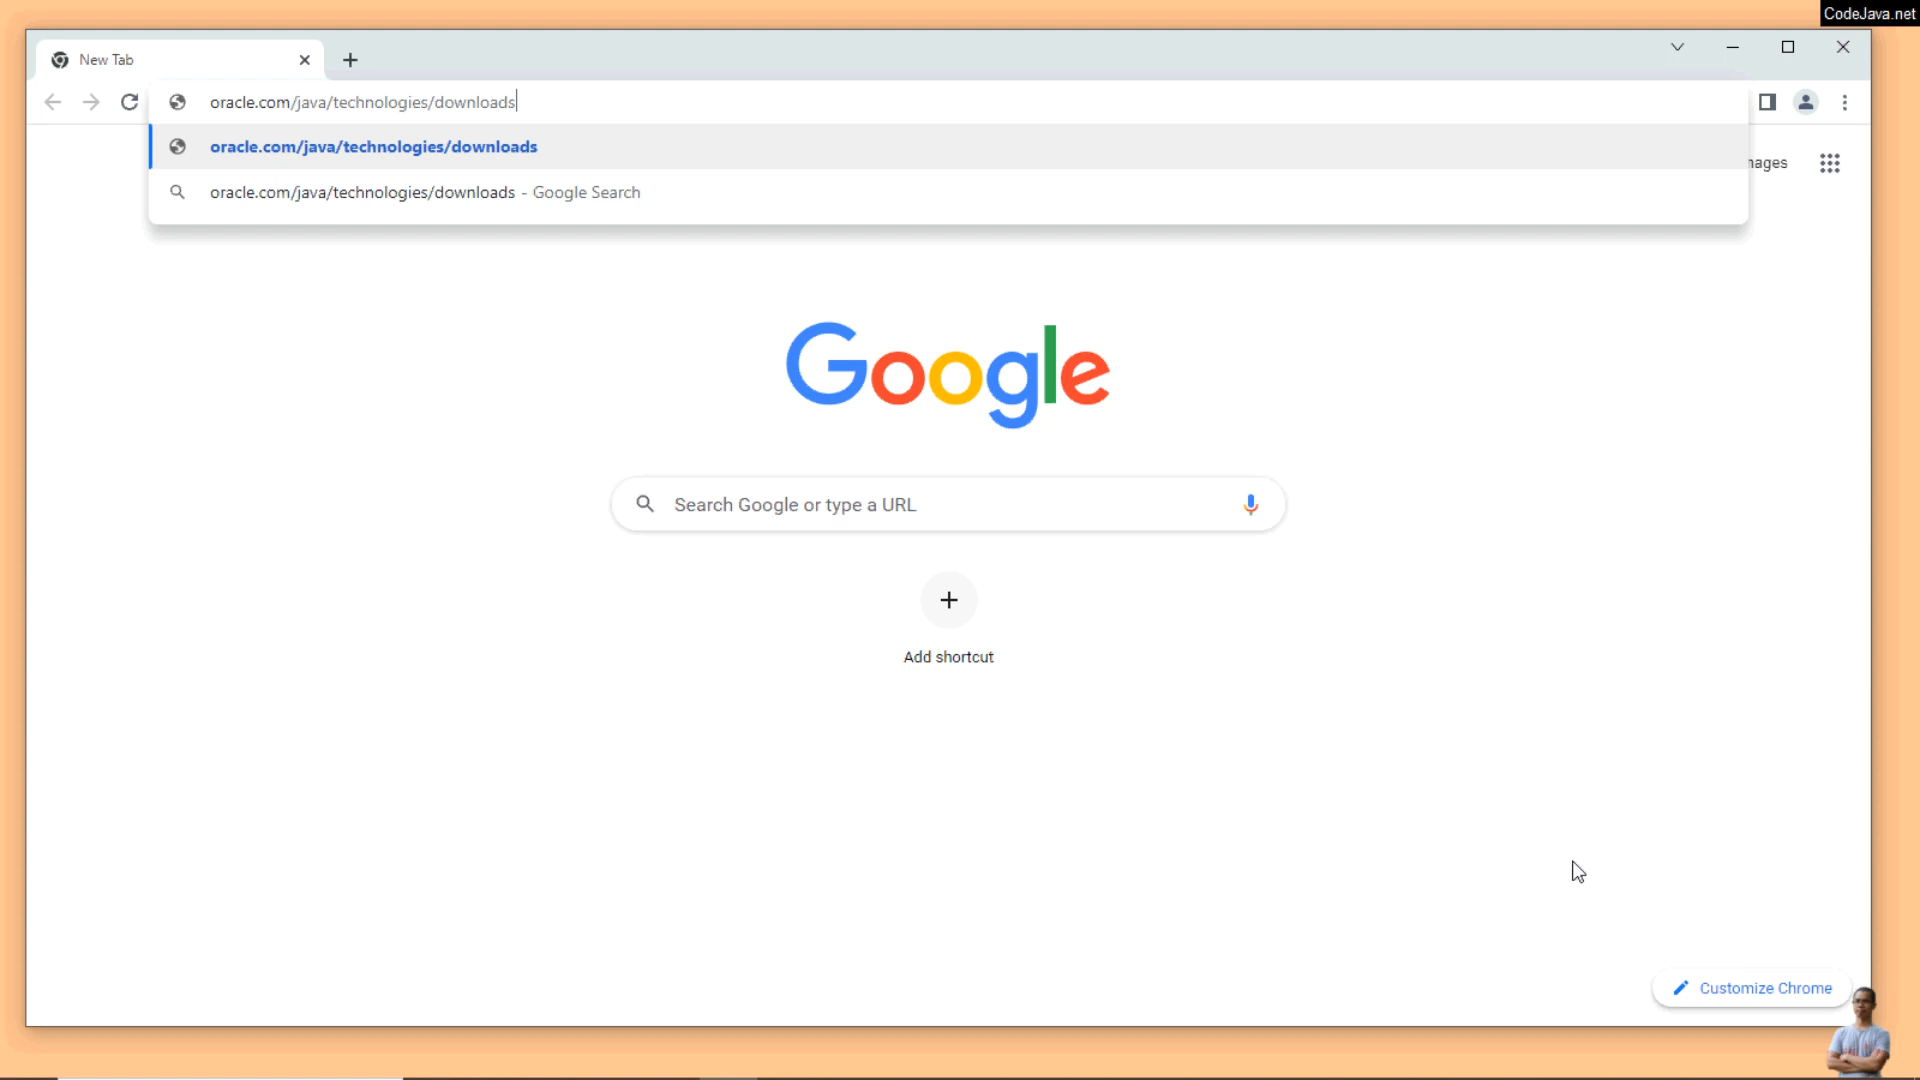 CodeJava.net
New Tab
oracle.com/java/technologies/downloads
oracle.com/java/technologies/downloads
oracle.com/java/technologies/downloads - Google Search
Google
Search Google or type a URL
Add shortcut
Customize Chrome